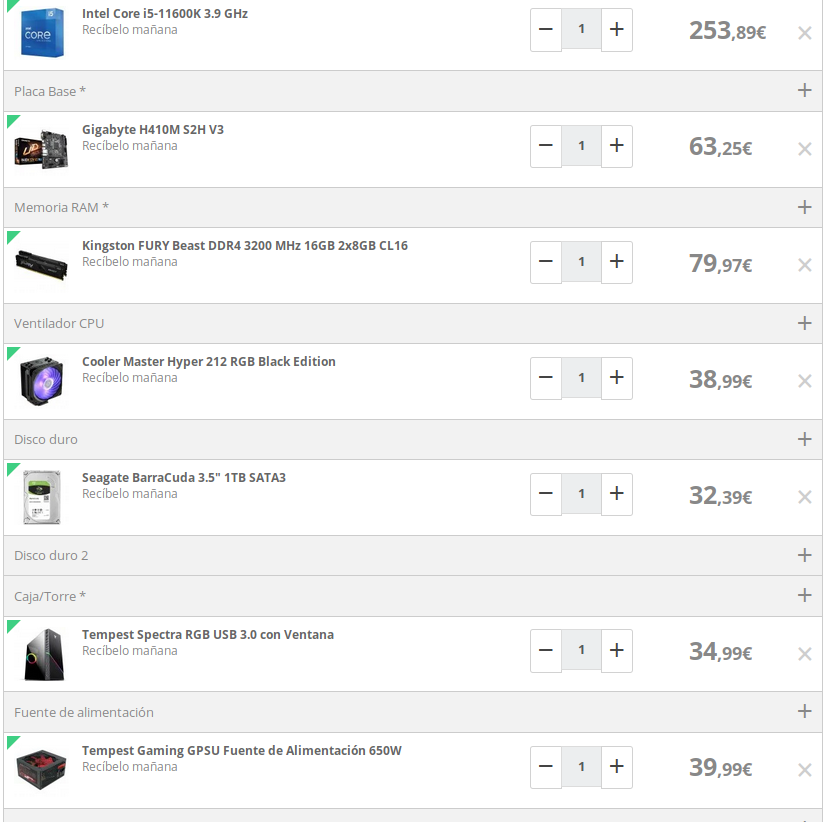 Intel Core i5-11600K 3.9 GHz
Recíbelo mañana
1
253,89€
Placa Base *
Gigabyte H410M S2H V3
Recíbelo mañana
1
63,25€
Memoria RAM *
Kingston FURY Beast DDR4 3200 MHz 16GB 2x8GB CL16
Recíbelo mañana
1
79,97€
Ventilador CPU
Cooler Master Hyper 212 RGB Black Edition
Recíbelo mañana
1
38,99€
Disco duro
Seagate BarraCuda 3.5" 1TB SATA3
Recíbelo mañana
1
32,39€
Disco duro 2
Caja/Torre *
Tempest Spectra RGB USB 3.0 con Ventana
Recíbelo mañana
1
34,99€
Fuente de alimentación
Tempest Gaming GPSU Fuente de Alimentación 650W
Recíbelo mañana
1
39,99€